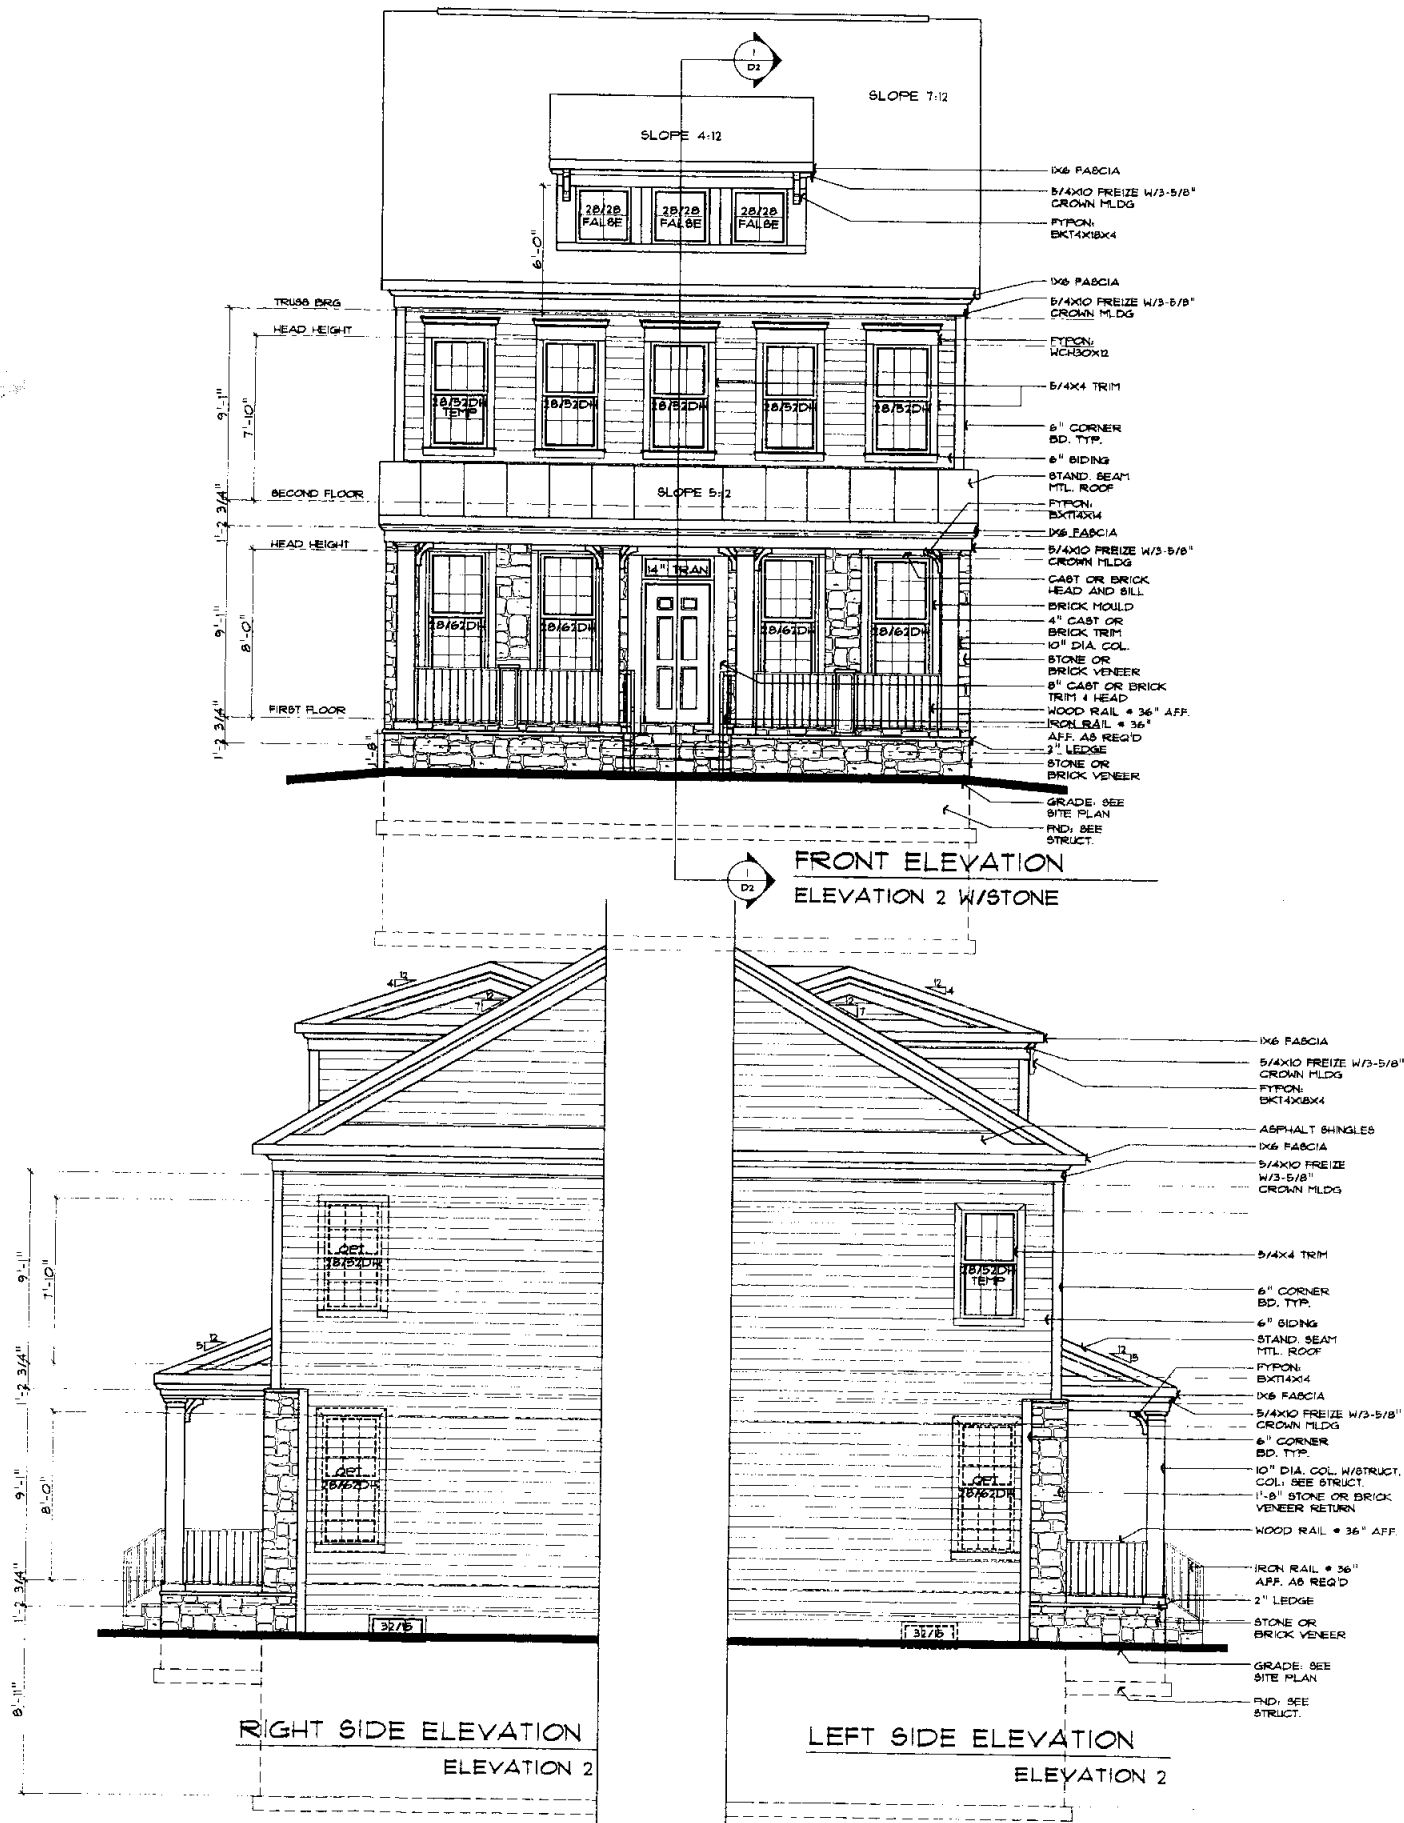 1
D2
SLOPE 7:12
SLOPE 4:12
1X6 FASCIA
5/4X10 FREIZE W/3-5/8"
CROWN MLDG
FYPON:
BKT4X18X4
28/28
FALSE
28/28
FALSE
28/28
FALSE
6'-0"
1X6 FASCIA
5/4X10 FREIZE W/3-5/8"
CROWN MLDG
TRUSS BRG
HEAD HEIGHT
FYPON:
WCH30X12
5/4X4 TRIM
28/52DH
TEMP
28/52DH
28/52DH
28/52DH
28/52DH
9'-1"
7'-10"
6" CORNER
BD. TYP.
6" SIDING
STAND. SEAM
MTL. ROOF
SECOND FLOOR
SLOPE 5:12
FYPON:
BXT14X14
1'-2 3/4"
1X6 FASCIA
HEAD HEIGHT
5/4X10 FREIZE W/3-5/8"
CROWN MLDG
14" TRAN
CAST OR BRICK
HEAD AND SILL
BRICK MOULD
4" CAST OR
BRICK TRIM
28/62DH
28/62DH
28/62DH
28/62DH
9'-1"
8'-0"
10" DIA. COL.
STONE OR
BRICK VENEER
8" CAST OR BRICK
TRIM & HEAD
FIRST FLOOR
WOOD RAIL @ 36" AFF.
IRON RAIL @ 36"
AFF. AS REQ'D
1'-2 3/4"
1'-8"
2" LEDGE
STONE OR
BRICK VENEER
GRADE: SEE
SITE PLAN
FND: SEE
STRUCT.
1
D2
FRONT ELEVATION
ELEVATION 2 W/STONE
12
4
12
7
12
7
12
4
1X6 FASCIA
5/4X10 FREIZE W/3-5/8"
CROWN MLDG
FYPON:
BKT4X18X4
ASPHALT SHINGLES
1X6 FASCIA
5/4X10 FREIZE
W/3-5/8"
CROWN MLDG
OPT.
28/52DH
28/52DH
TEMP
5/4X4 TRIM
9'-1"
7'-10"
6" CORNER
BD. TYP.
6" SIDING
STAND. SEAM
MTL. ROOF
12
5
12
5
FYPON:
BXT14X14
1'-2 3/4"
1X6 FASCIA
5/4X10 FREIZE W/3-5/8"
CROWN MLDG
6" CORNER
BD. TYP.
OPT.
28/62DH
OPT.
28/62DH
10" DIA. COL. W/STRUCT.
COL: SEE STRUCT.
1'-8" STONE OR BRICK
VENEER RETURN
9'-1"
8'-0"
WOOD RAIL @ 36" AFF.
IRON RAIL @ 36"
AFF. AS REQ'D
1'-2 3/4"
2" LEDGE
32/15
32/15
STONE OR
BRICK VENEER
GRADE: SEE
SITE PLAN
8'-11"
FND: SEE
STRUCT.
RIGHT SIDE ELEVATION
ELEVATION 2
LEFT SIDE ELEVATION
ELEVATION 2